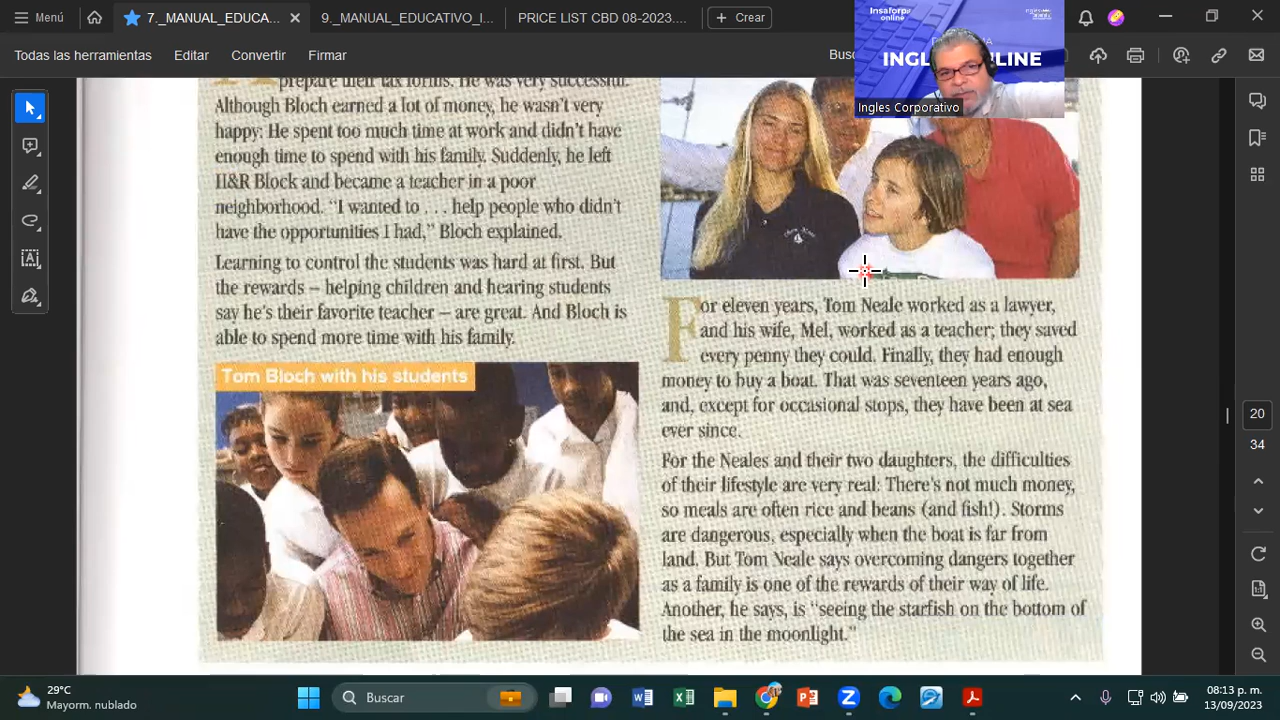 Menú
7._MANUAL_EDUCA...
9._MANUAL_EDUCATIVO_I...
PRICE LIST CBD 08-2023....
Crear
Insaforp
online
Todas las herramientas
Editar
Convertir
Firmar
INGL
LINE
Ingles Corporativo
prepare their tax forms. He was very successful.
Although Bloch earned a lot of money, he wasn't very
happy: He spent too much time at work and didn't have
enough time to spend with his family. Suddenly, he left
H&R Block and became a teacher in a poor
neighborhood. "I wanted to . . . help people who didn't
have the opportunities I had," Bloch explained.
Learning to control the students was hard at first. But
the rewards – helping children and hearing students
say he's their favorite teacher – are great. And Bloch is
able to spend more time with his family.
Tom Bloch with his students
For eleven years, Tom Neale worked as a lawyer,
and his wife, Mel, worked as a teacher; they saved
every penny they could. Finally, they had enough
money to buy a boat. That was seventeen years ago,
and, except for occasional stops, they have been at sea
ever since.
For the Neales and their two daughters, the difficulties
of their lifestyle are very real: There's not much money,
so meals are often rice and beans (and fish!). Storms
are dangerous, especially when the boat is far from
land. But Tom Neale says overcoming dangers together
as a family is one of the rewards of their way of life.
Another, he says, is "seeing the starfish on the bottom of
the sea in the moonlight."
20
34
29°C
Mayorm. nublado
Buscar
08:13 p. m.
13/09/2023